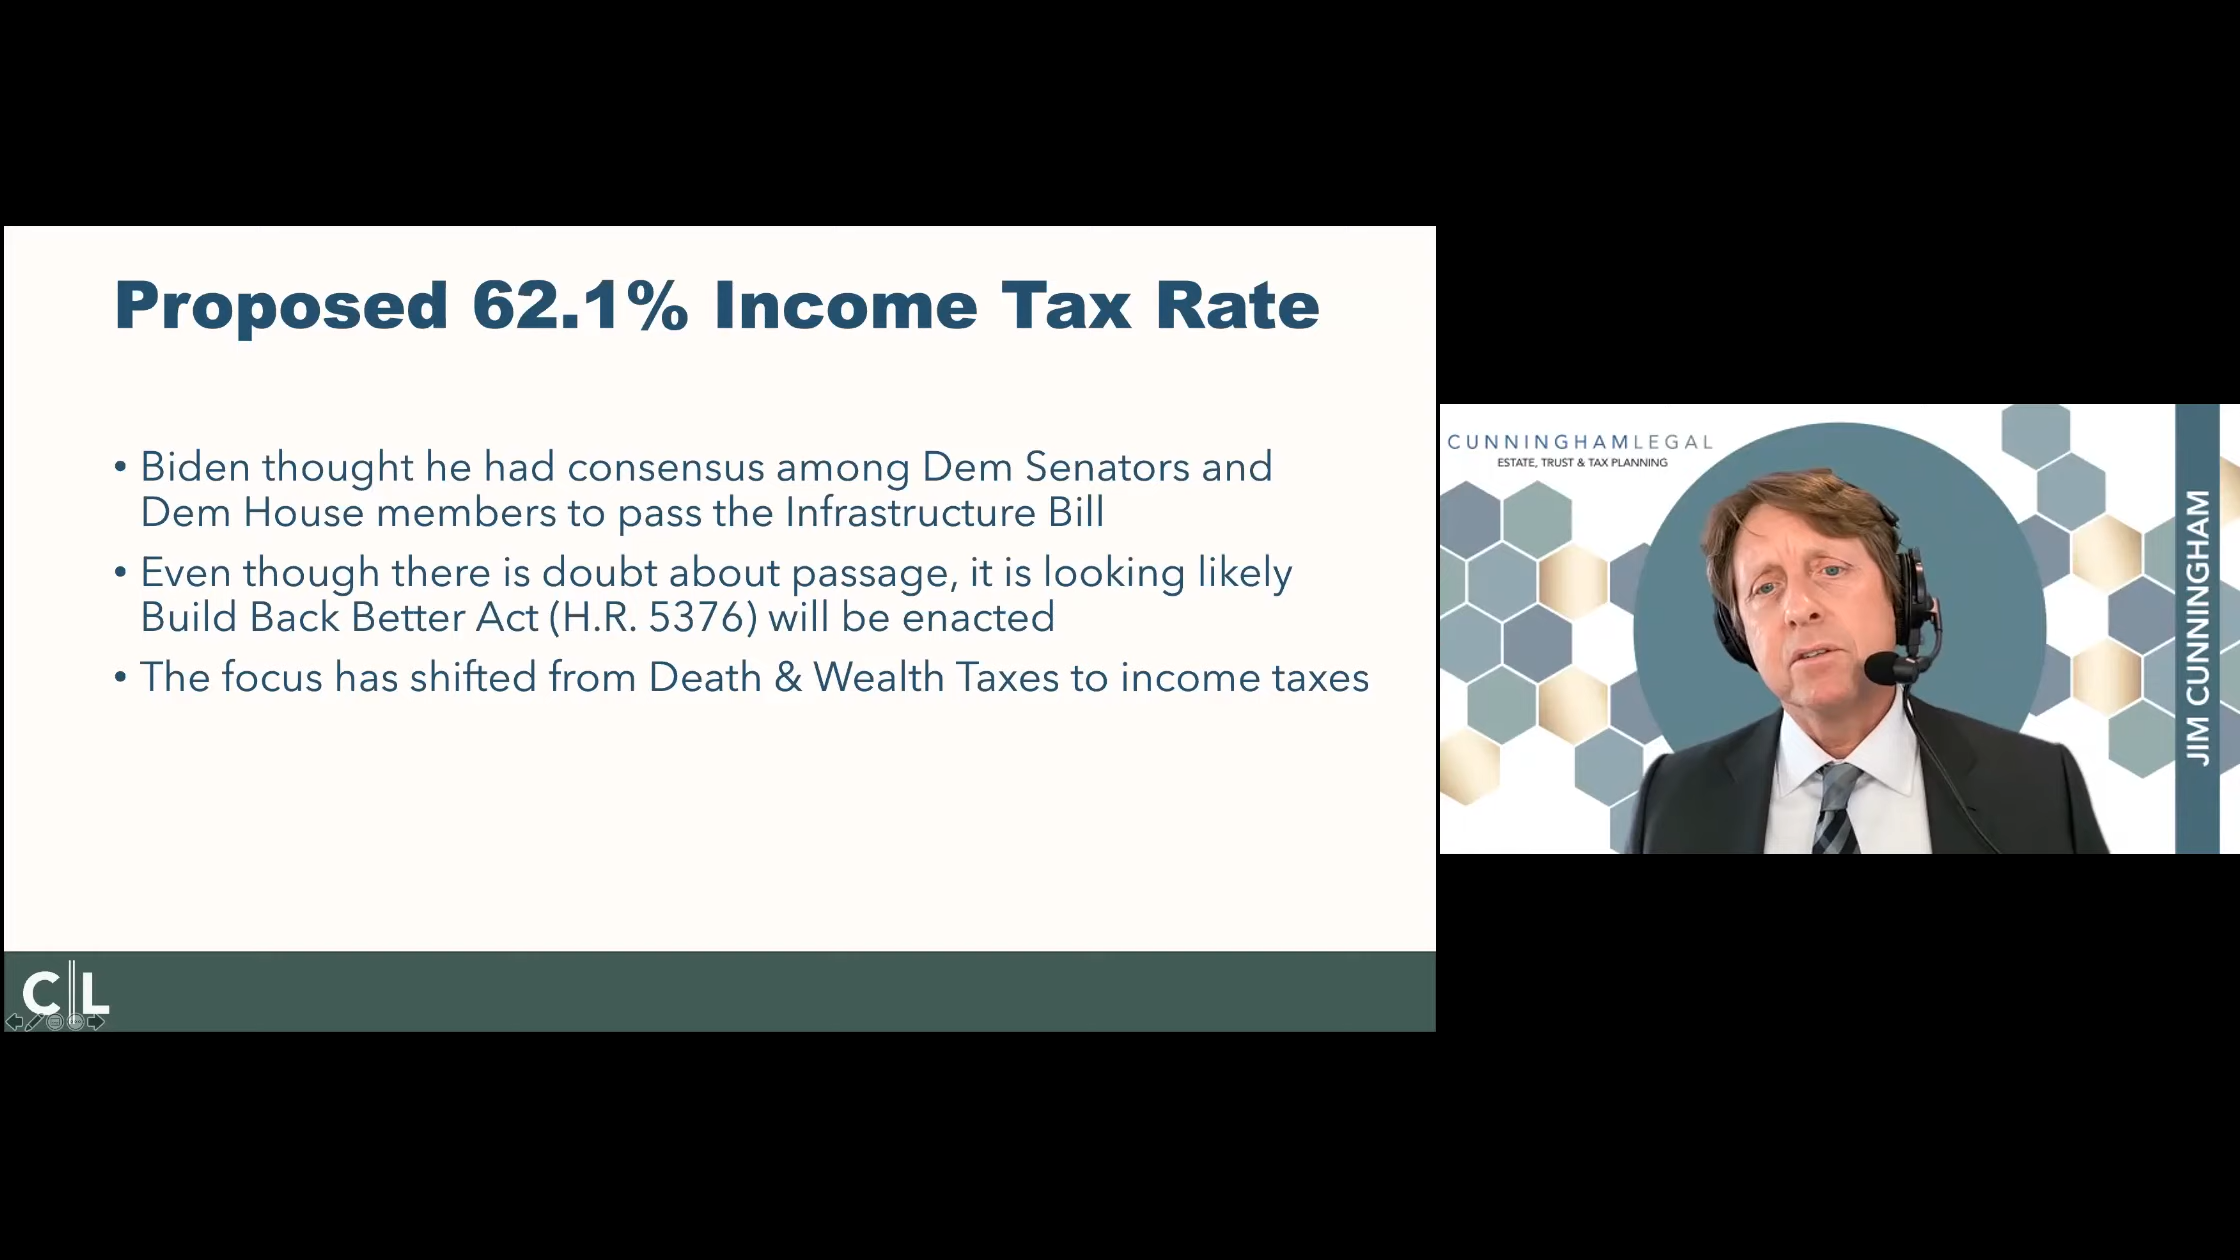 Proposed 62.1% Income Tax Rate
• Biden thought he had consensus among Dem Senators and
Dem House members to pass the Infrastructure Bill
• Even though there is doubt about passage, it is looking likely
Build Back Better Act (H.R. 5376) will be enacted
• The focus has shifted from Death & Wealth Taxes to income taxes
C L
CUNNINGHAMLEGAL
ESTATE, TRUST & TAX PLANNING
JIM CUNNINGHAM